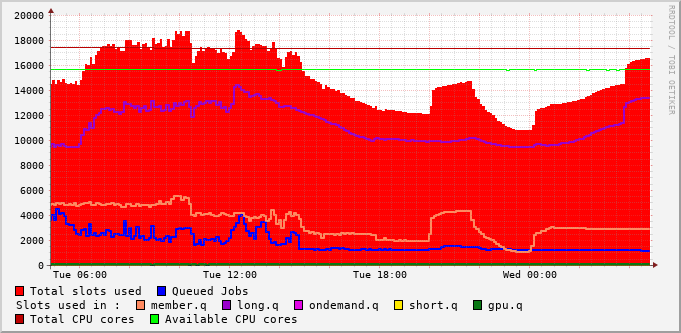 20000
18000
16000
14000
12000
10000
8000
6000
4000
2000
0
Tue 06:00 Tue 12:00 Tue 18:00 Wed 00:00
RRDTOOL / TOBI OETIKER
Total slots used Queued Jobs
Slots used in : member.q long.q ondemand.q short.q gpu.q
Total CPU cores Available CPU cores